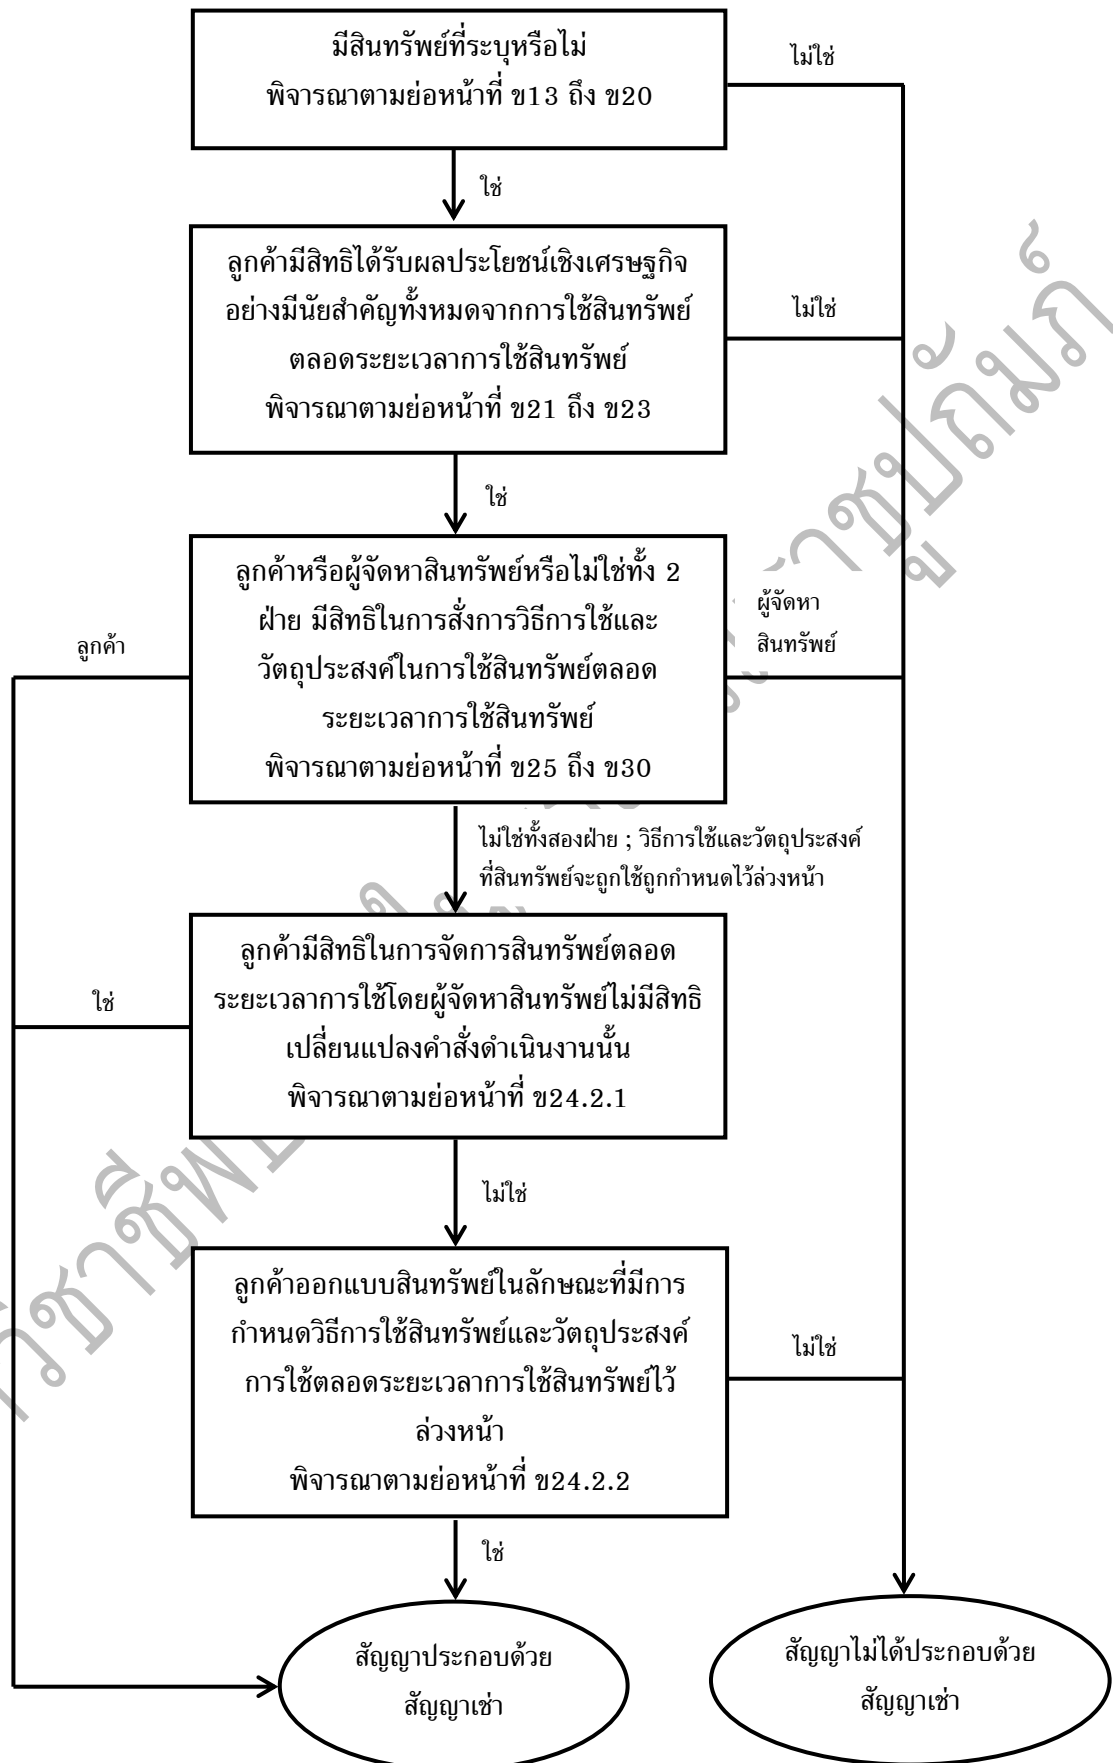 มีสินทรัพย์ที่ระบุหรือไม่
พิจารณาตามย่อหน้าที่ ข13 ถึง ข20
ไม่ใช่
ใช่
ลูกค้ามีสิทธิได้รับผลประโยชน์เชิงเศรษฐกิจ
อย่างมีนัยสำคัญทั้งหมดจากการใช้สินทรัพย์
ตลอดระยะเวลาการใช้สินทรัพย์
พิจารณาตามย่อหน้าที่ ข21 ถึง ข23
ไม่ใช่
ใช่
ลูกค้าหรือผู้จัดหาสินทรัพย์หรือไม่ใช่ทั้ง 2
ฝ่าย มีสิทธิในการสั่งการวิธีการใช้และ
วัตถุประสงค์ในการใช้สินทรัพย์ตลอด
ระยะเวลาการใช้สินทรัพย์
พิจารณาตามย่อหน้าที่ ข25 ถึง ข30
ลูกค้า
ผู้จัดหา
สินทรัพย์
ไม่ใช่ทั้งสองฝ่าย ; วิธีการใช้และวัตถุประสงค์
ที่สินทรัพย์จะถูกใช้ถูกกำหนดไว้ล่วงหน้า
ลูกค้ามีสิทธิในการจัดการสินทรัพย์ตลอด
ระยะเวลาการใช้โดยผู้จัดหาสินทรัพย์ไม่มีสิทธิ
เปลี่ยนแปลงคำสั่งดำเนินงานนั้น
พิจารณาตามย่อหน้าที่ ข24.2.1
ใช่
ไม่ใช่
ลูกค้าออกแบบสินทรัพย์ในลักษณะที่มีการ
กำหนดวิธีการใช้สินทรัพย์และวัตถุประสงค์
การใช้ตลอดระยะเวลาการใช้สินทรัพย์ไว้
ล่วงหน้า
พิจารณาตามย่อหน้าที่ ข24.2.2
ไม่ใช่
ใช่
สัญญาประกอบด้วย
สัญญาเช่า
สัญญาไม่ได้ประกอบด้วย
สัญญาเช่า